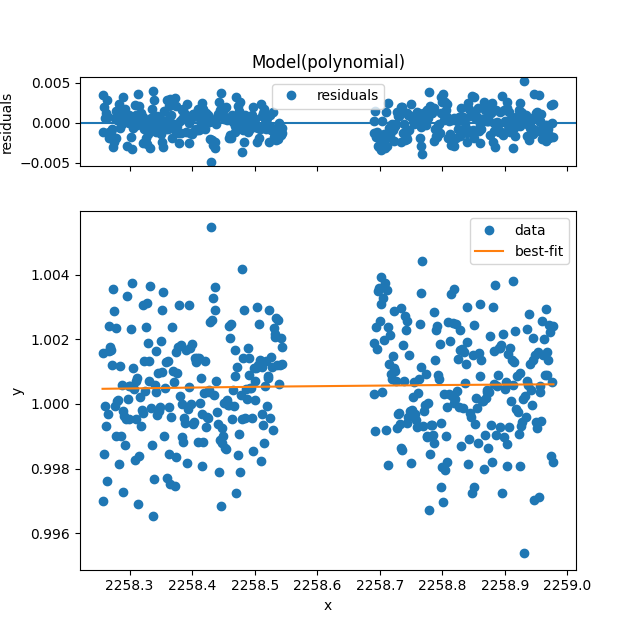 Model(polynomial)
0.005
0.000
−0.005
residuals
residuals
data
best-fit
1.004
1.002
1.000
0.998
0.996
y
2258.3 2258.4 2258.5 2258.6 2258.7 2258.8 2258.9 2259.0
x